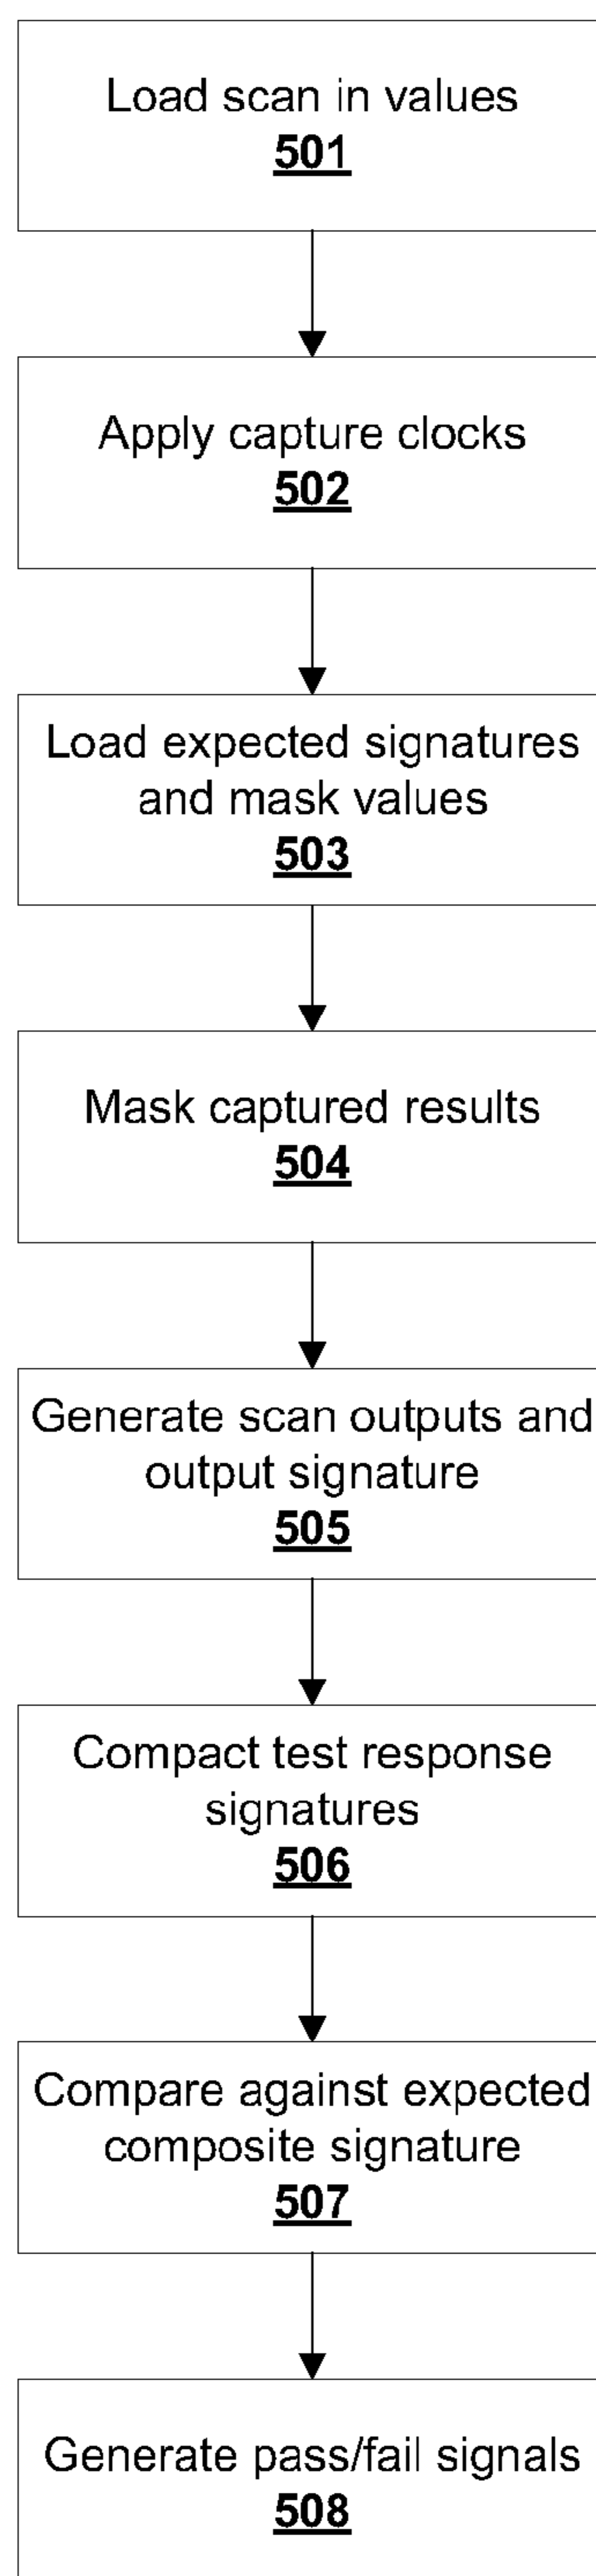 Load scan in values
501
Apply capture clocks
502
Load expected signatures
and mask values
503
Mask captured results
504
Generate scan outputs and
output signature
505
Compact test response
signatures
506
Compare against expected
composite signature
507
Generate pass/fail signals
508